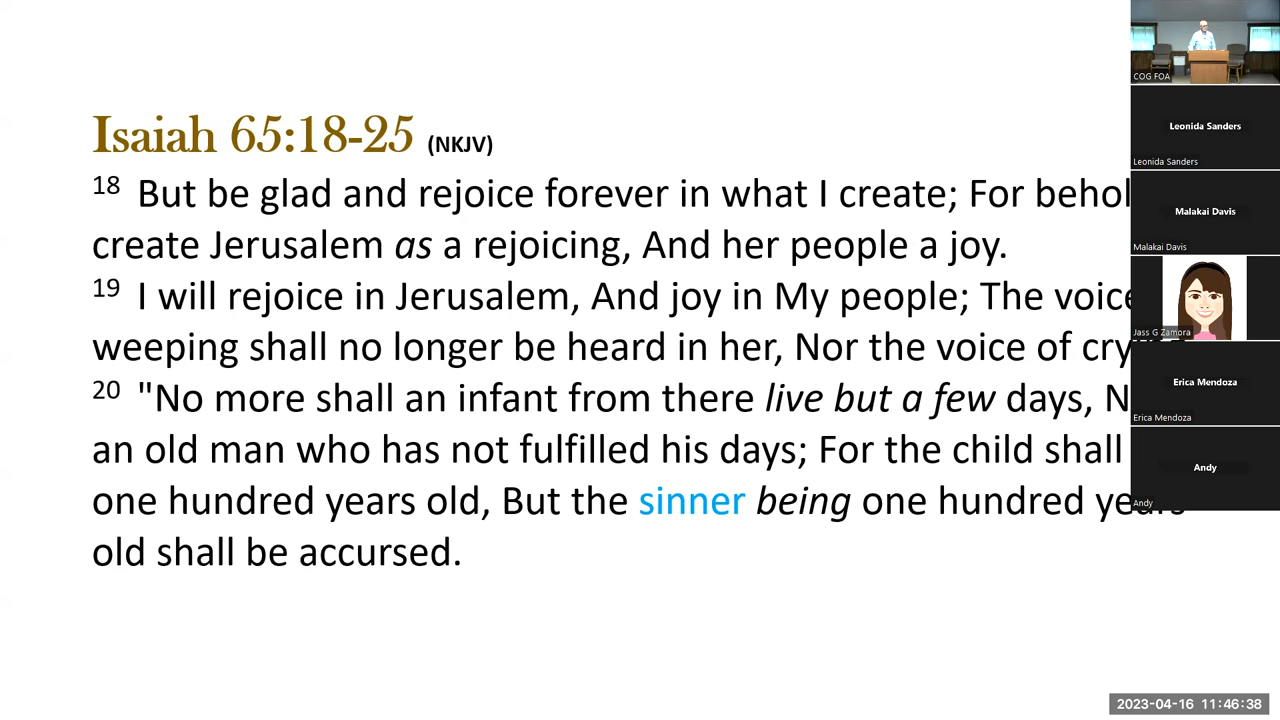 Isaiah 65:18-25 (NKJV)
18 But be glad and rejoice forever in what I create; For behol
create Jerusalem as a rejoicing, And her people a joy.
19 I will rejoice in Jerusalem, And joy in My people; The voice
weeping shall no longer be heard in her, Nor the voice of cry
20 "No more shall an infant from there live but a few days, N
an old man who has not fulfilled his days; For the child shall
one hundred years old, But the sinner being one hundred years
old shall be accursed.
COG FOA
Leonida Sanders
Leonida Sanders
Malakai Davis
Malakai Davis
Jass G Zamora
Erica Mendoza
Erica Mendoza
Andy
Andy
2023-04-16 11:46:38